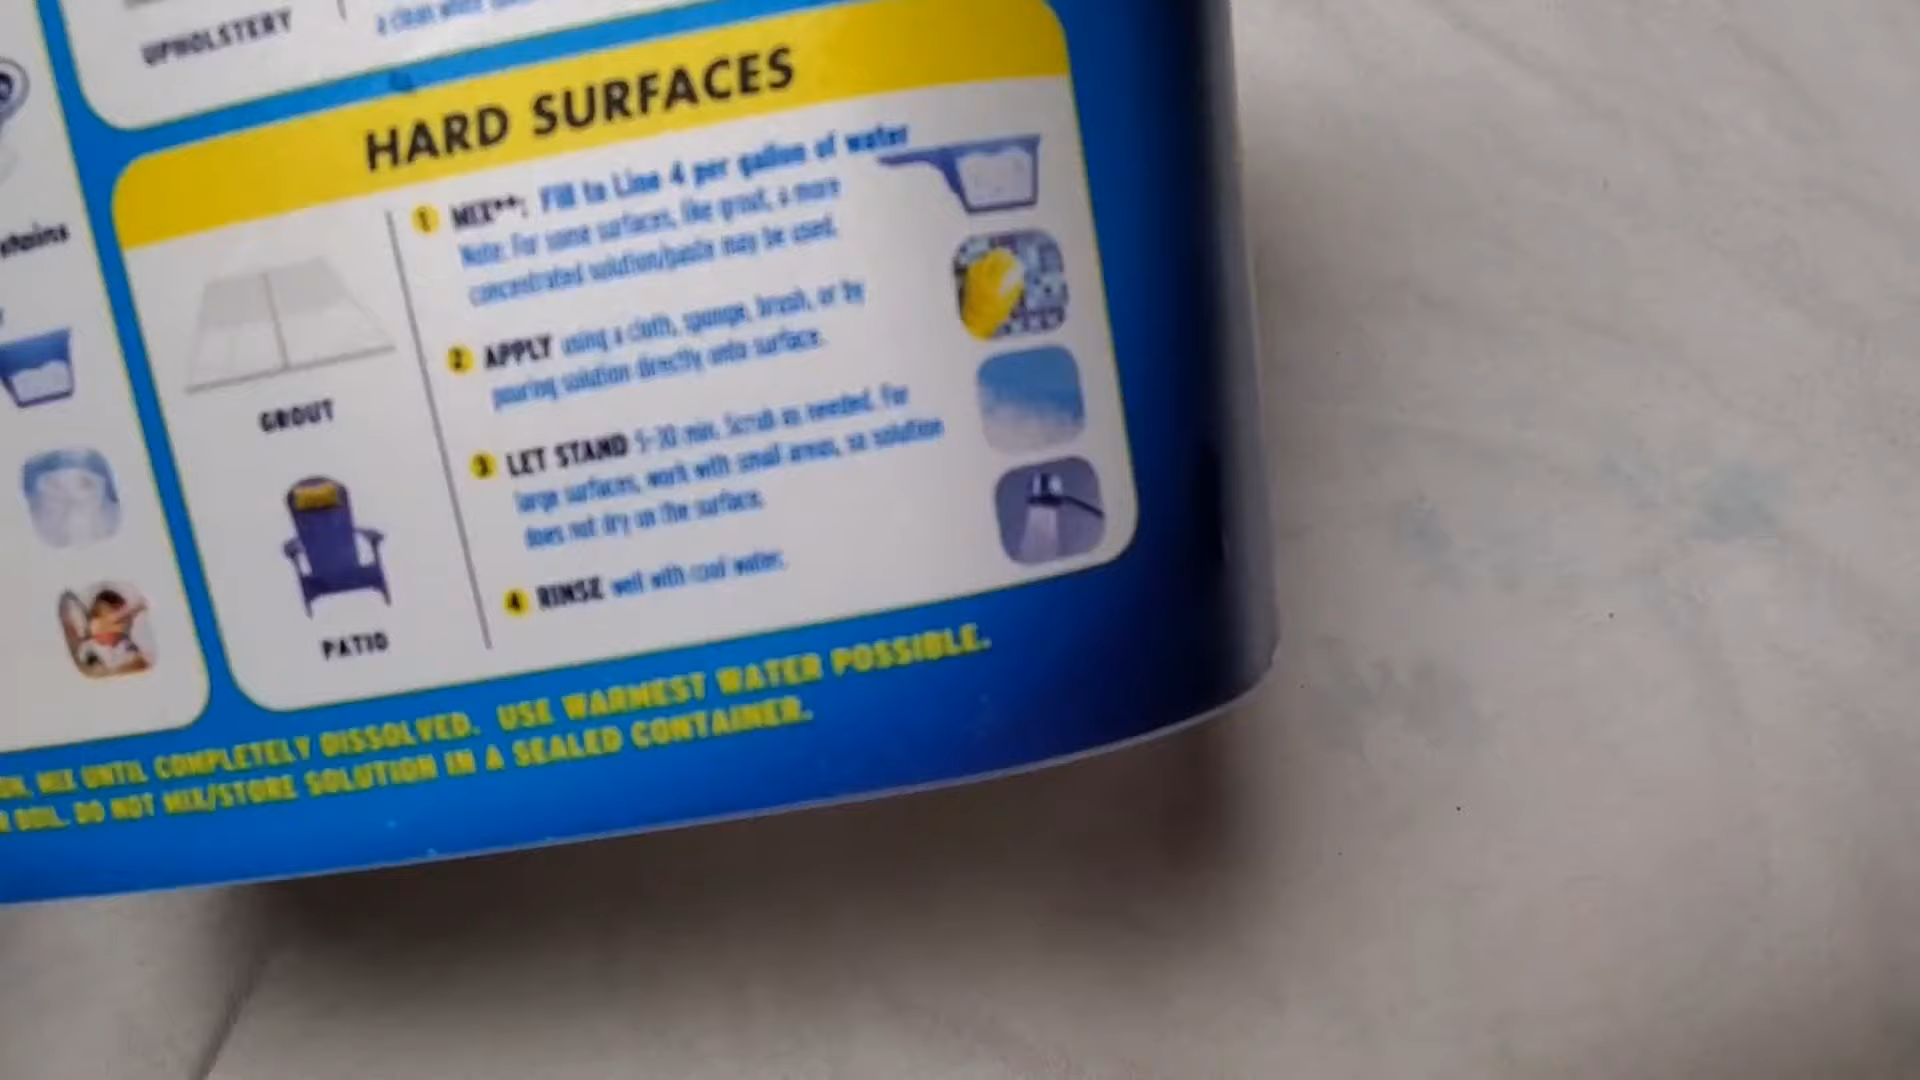 UPHOLSTERY
a clean white
HARD SURFACES
1 MIX**: Fill to Line 4 per gallon of water
Note: For some surfaces, like grout, a more
concentrated solution/paste may be used.
2 APPLY using a cloth, sponge, brush, or by
pouring solution directly onto surface.
3 LET STAND 5-30 min. Scrub as needed. For
large surfaces, work with small areas, so solution
does not dry on the surface.
4 RINSE well with cool water.
GROUT
PATIO
stains
MIX UNTIL COMPLETELY DISSOLVED. USE WARMEST WATER POSSIBLE.
BOIL. DO NOT MIX/STORE SOLUTION IN A SEALED CONTAINER.